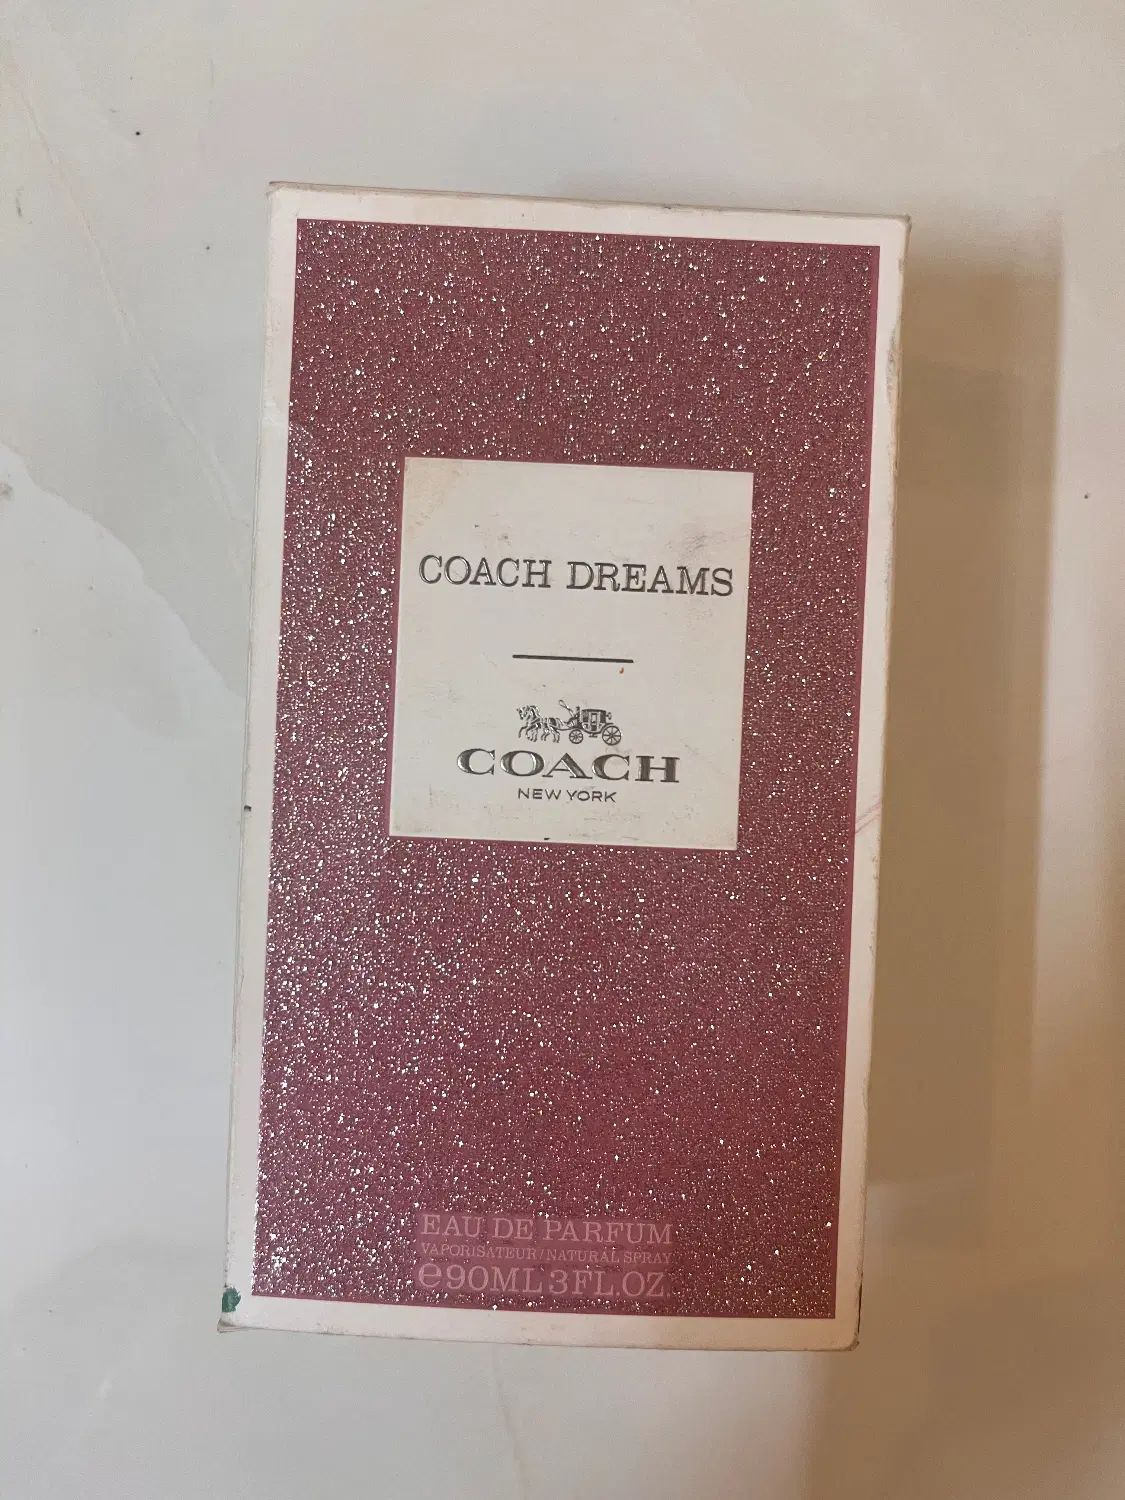 COACH DREAMS
COACH
NEW YORK
EAU DE PARFUM
VAPORISATEUR/NATURAL SPRAY
℮90ML 3FL.OZ.